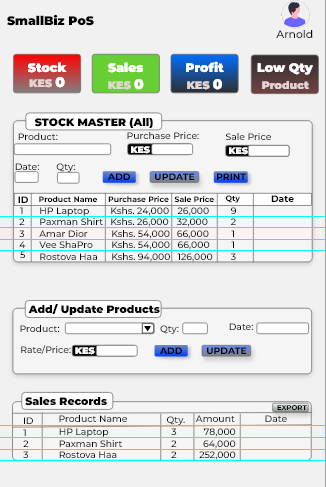 SmallBiz PoS
Arnold
Stock Sales Profit Low Qty
KES 0 KES 0 KES 0 Product
STOCK MASTER (All)
Product: Purchase Price: Sale Price
KES KES
Date: Qty: ADD UPDATE PRINT
ID Product Name Purchase Price Sale Price Qty Date
1 HP Laptop Kshs. 24,000 26,000 9
2 Paxman Shirt Kshs. 26,000 32,000 2
3 Amar Dior Kshs. 54,000 66,000 1
4 Vee ShaPro Kshs. 54,000 66,000 1
5 Rostova Haa Kshs. 94,000 126,000 3
Add/ Update Products
Product: Qty: Date:
Rate/Price: KES ADD UPDATE
Sales Records
EXPORT
ID Product Name Qty. Amount Date
1 HP Laptop 3 78,000
2 Paxman Shirt 2 64,000
3 Rostova Haa 2 252,000